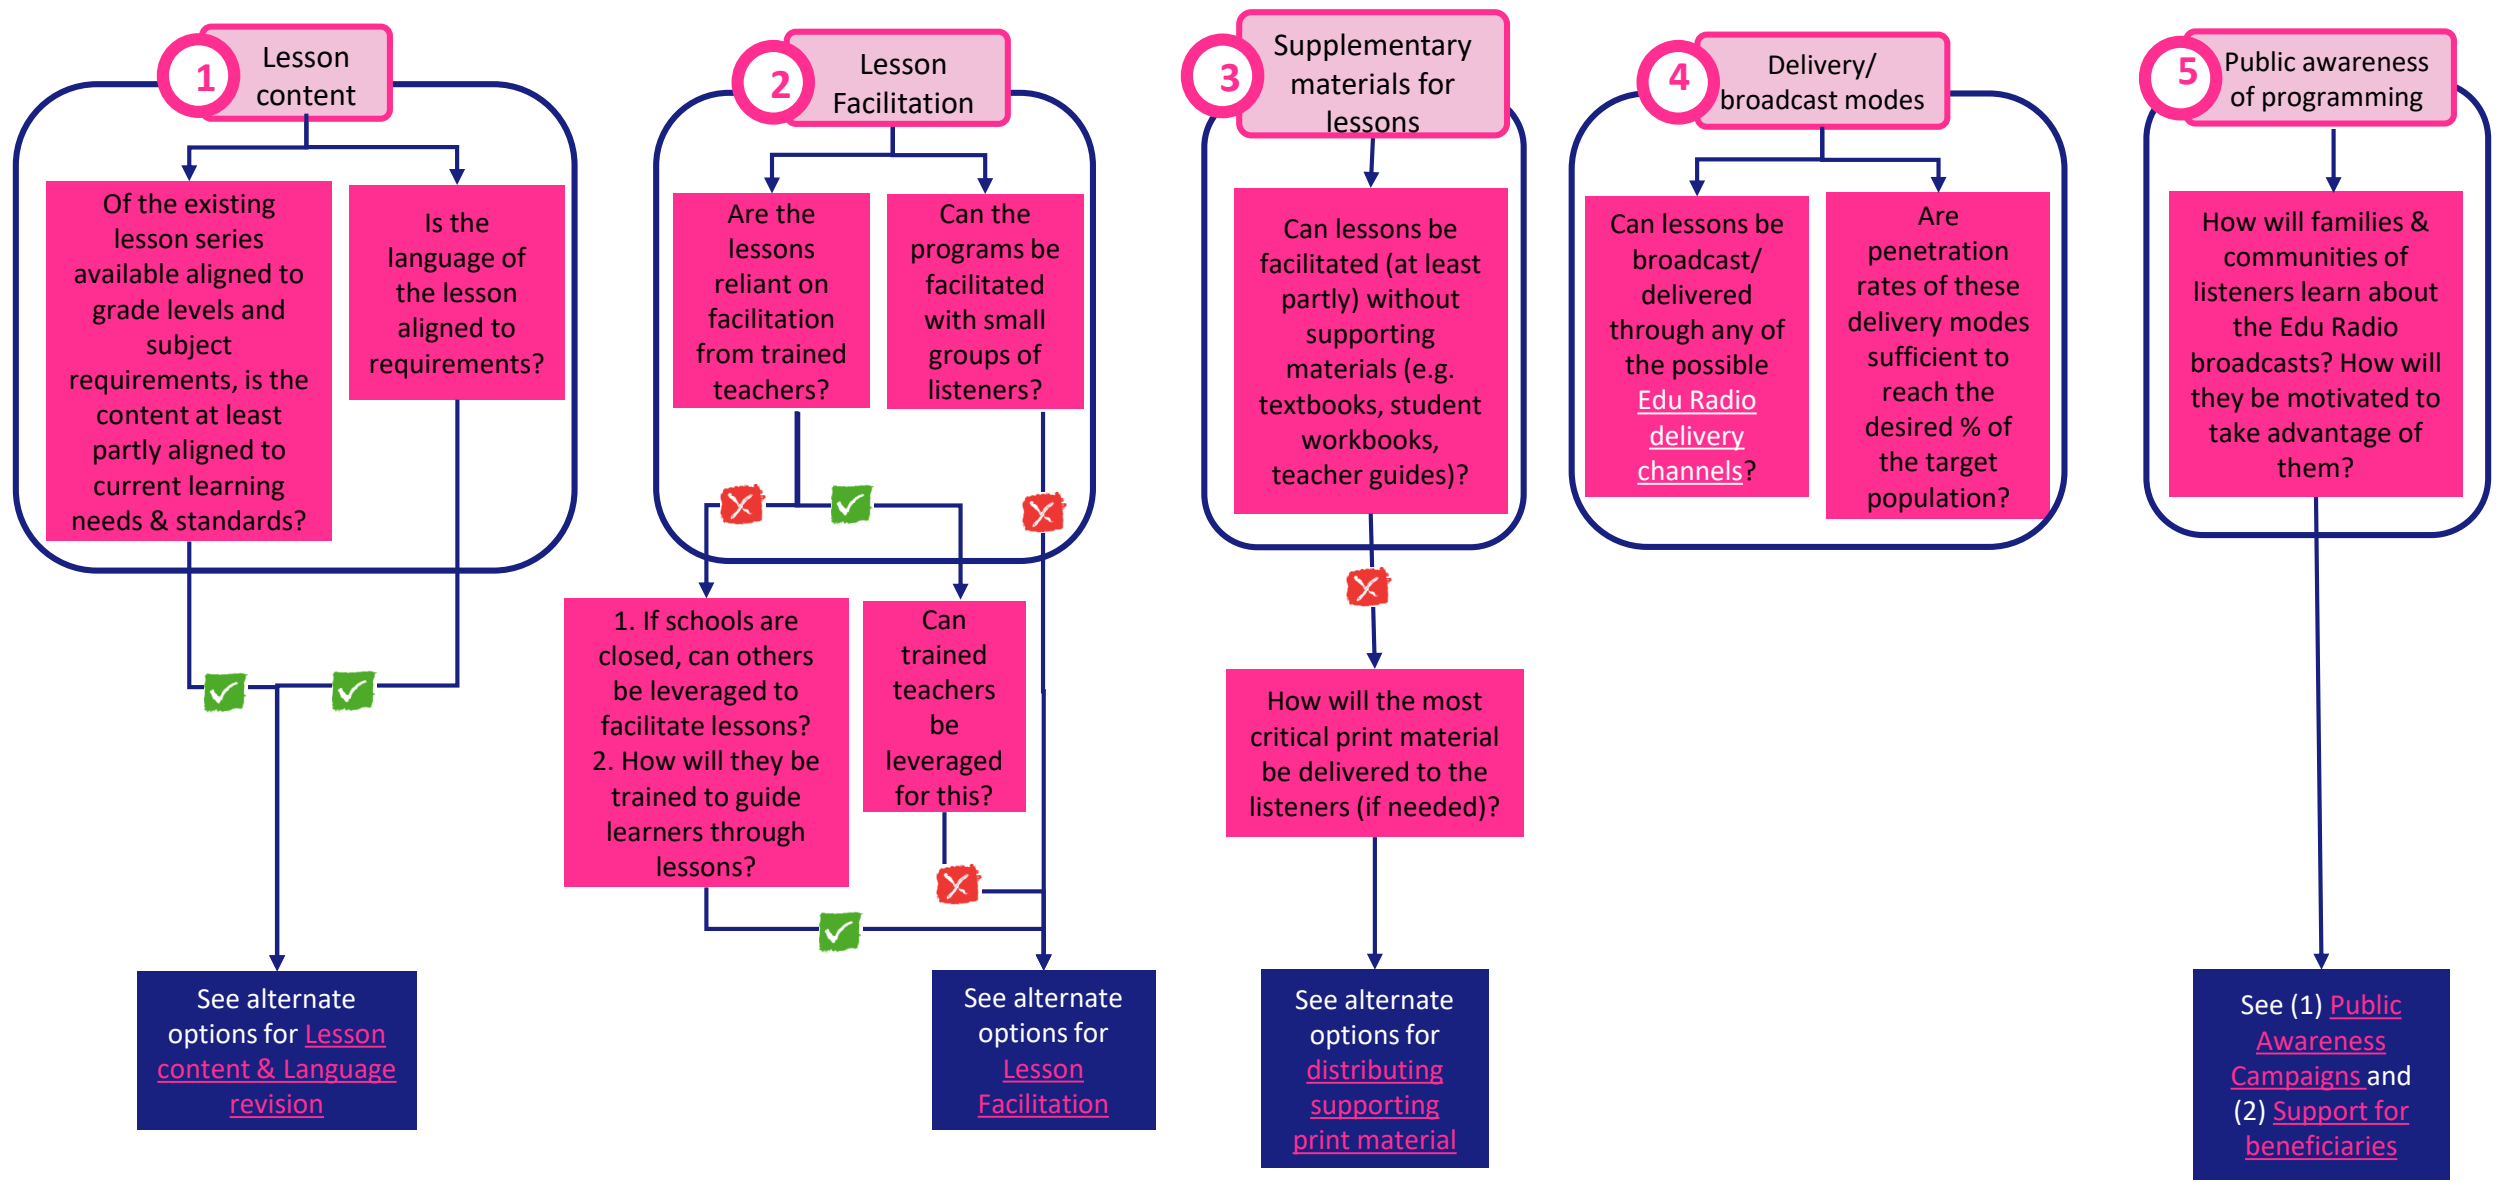 1
Lesson
content
Of the existing
lesson series
available aligned to
grade levels and
subject
requirements, is the
content at least
partly aligned to
current learning
needs & standards?
Is the
language of
the lesson
aligned to
requirements?
See alternate
options for Lesson
content & Language
revision
2
Lesson
Facilitation
Are the
lessons
reliant on
facilitation
from trained
teachers?
Can the
programs be
facilitated
with small
groups of
listeners?
1. If schools are
closed, can others
be leveraged to
facilitate lessons?
2. How will they be
trained to guide
learners through
lessons?
Can
trained
teachers
be
leveraged
for this?
See alternate
options for
Lesson
Facilitation
3
Supplementary
materials for
lessons
Can lessons be
facilitated (at least
partly) without
supporting
materials (e.g.
textbooks, student
workbooks,
teacher guides)?
How will the most
critical print material
be delivered to the
listeners (if needed)?
See alternate
options for
distributing
supporting
print material
4
Delivery/
broadcast modes
Can lessons be
broadcast/
delivered
through any of
the possible
Edu Radio
delivery
channels?
Are
penetration
rates of these
delivery modes
sufficient to
reach the
desired % of
the target
population?
5
Public awareness
of programming
How will families &
communities of
listeners learn about
the Edu Radio
broadcasts? How will
they be motivated to
take advantage of
them?
See (1) Public
Awareness
Campaigns and
(2) Support for
beneficiaries